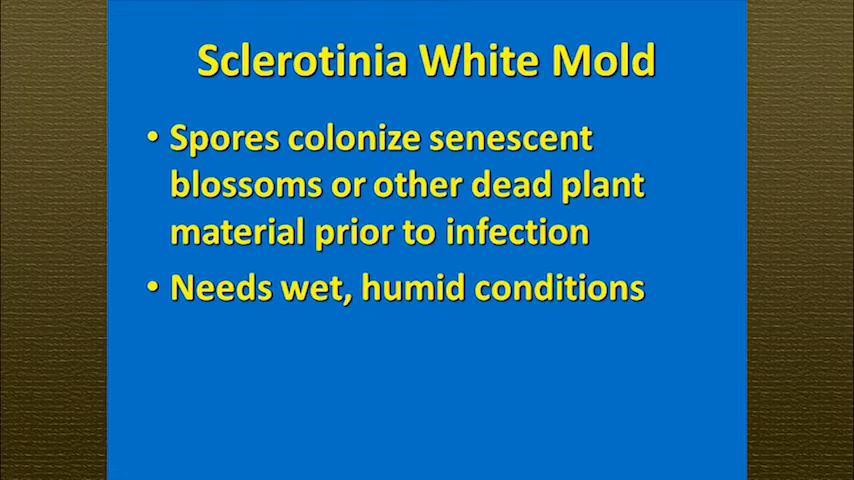 Sclerotinia White Mold
• Spores colonize senescent
blossoms or other dead plant
material prior to infection
• Needs wet, humid conditions